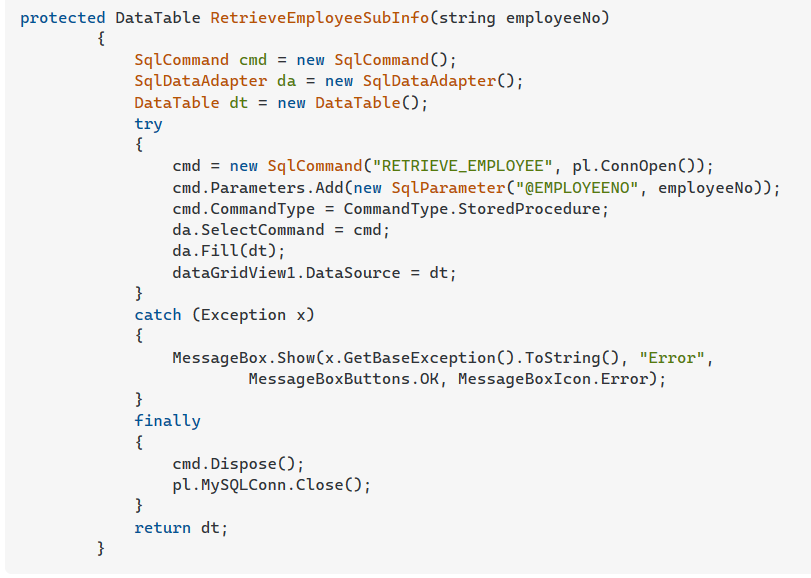 protected DataTable RetrieveEmployeeSubInfo(string employeeNo)
        {
            SqlCommand cmd = new SqlCommand();
            SqlDataAdapter da = new SqlDataAdapter();
            DataTable dt = new DataTable();
            try
            {
                cmd = new SqlCommand("RETRIEVE_EMPLOYEE", pl.ConnOpen());
                cmd.Parameters.Add(new SqlParameter("@EMPLOYEENO", employeeNo));
                cmd.CommandType = CommandType.StoredProcedure;
                da.SelectCommand = cmd;
                da.Fill(dt);
                dataGridView1.DataSource = dt;
            }
            catch (Exception x)
            {
                MessageBox.Show(x.GetBaseException().ToString(), "Error",
                        MessageBoxButtons.OK, MessageBoxIcon.Error);
            }
            finally
            {
                cmd.Dispose();
                pl.MySQLConn.Close();
            }
            return dt;
        }